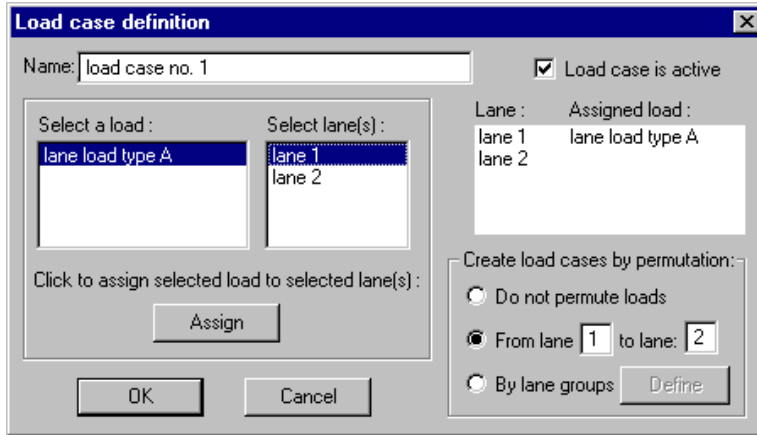 Load case definition
Name: load case no. 1
Load case is active
Select a load :
lane load type A
Select lane(s) :
lane 1
lane 2
Click to assign selected load to selected lane(s) :
Assign
OK
Cancel
Lane : Assigned load :
lane 1 lane load type A
lane 2
Create load cases by permutation:
Do not permute loads
From lane 1 to lane: 2
By lane groups Define